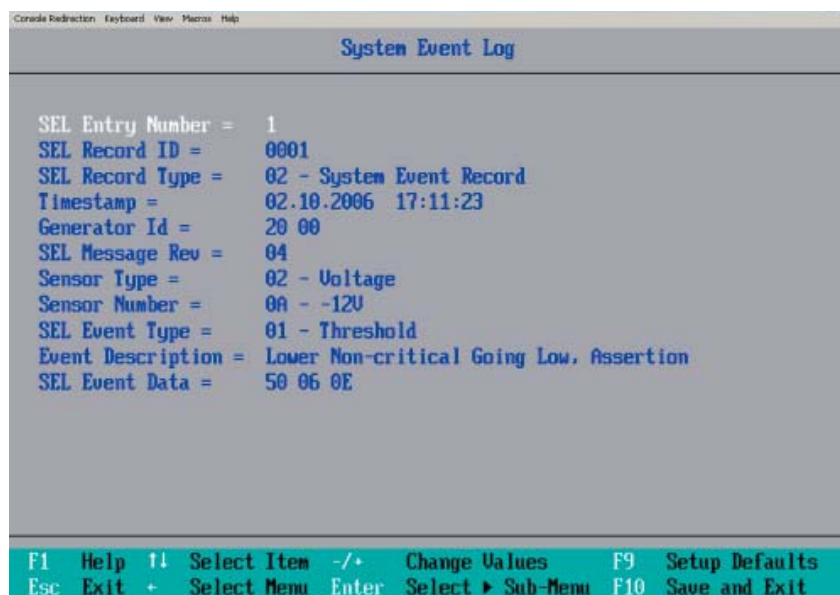 Console Redirection Keyboard View Macros Help
System Event Log
SEL Entry Number = 1
SEL Record ID = 0001
SEL Record Type = 02 - System Event Record
Timestamp = 02.10.2006 17:11:23
Generator Id = 20 00
SEL Message Rev = 04
Sensor Type = 02 - Voltage
Sensor Number = 0A - -12V
SEL Event Type = 01 - Threshold
Event Description = Lower Non-critical Going Low, Assertion
SEL Event Data = 50 06 0E
F1 Help ↑↓ Select Item -/+ Change Values F9 Setup Defaults
Esc Exit ← Select Menu Enter Select ▶ Sub-Menu F10 Save and Exit